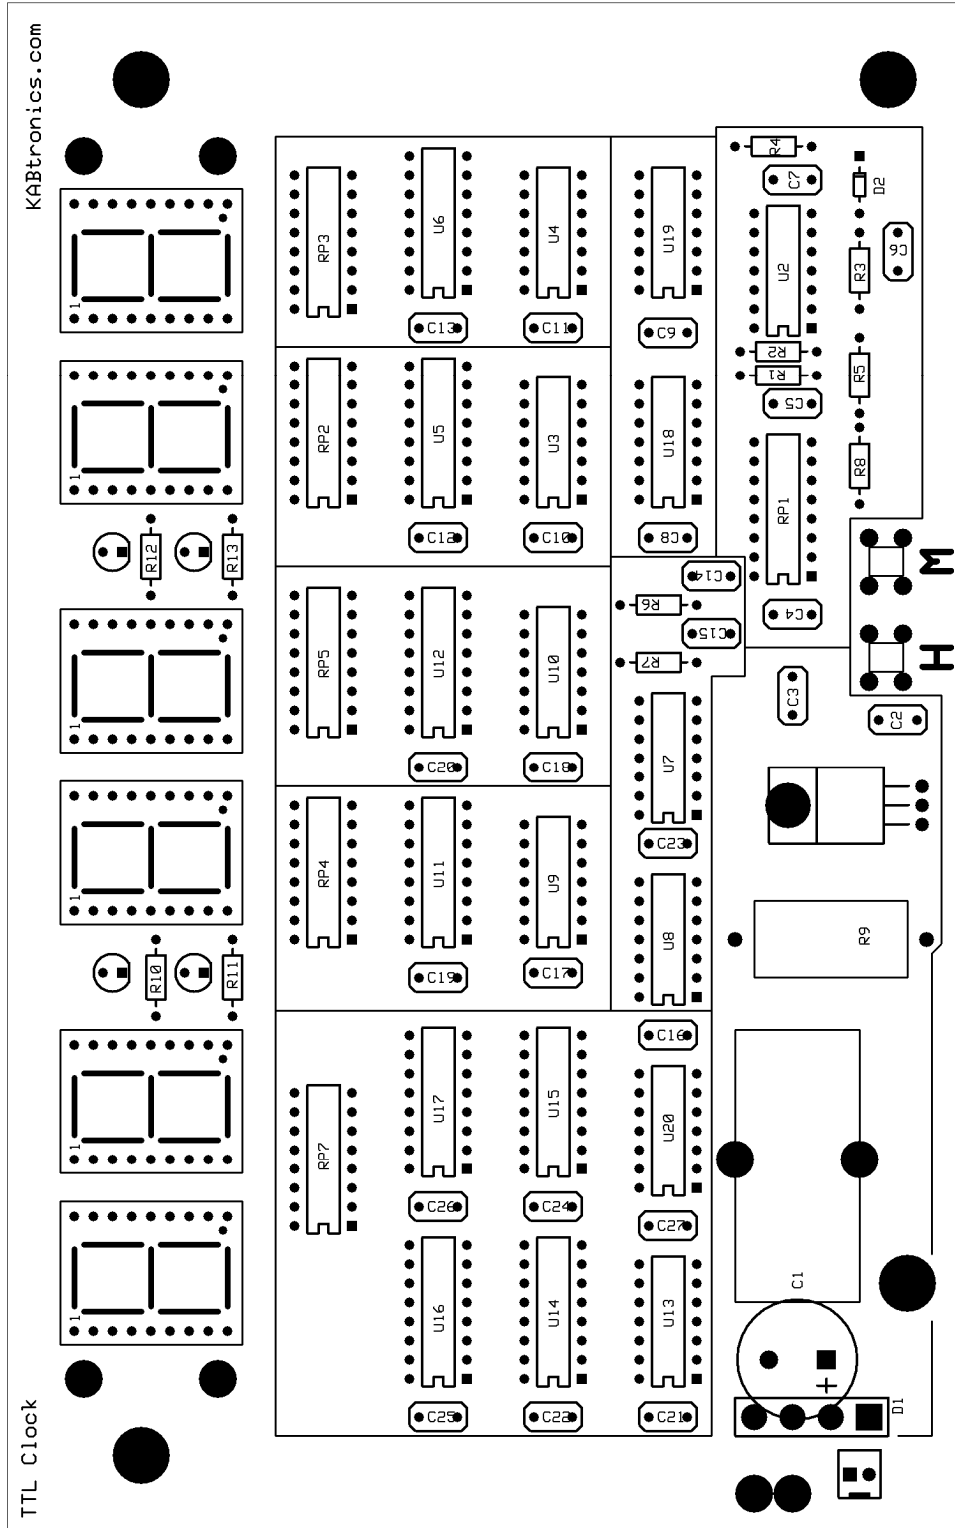 KABtronics.com
TTL Clock
1
1
1
1
1
1
R12
R13
R10
R11
RP3
U6
U4
U19
C13
C11
C9
RP2
U5
U3
U18
C12
C10
C8
RP5
U12
U10
C20
C18
RP4
U11
U9
C19
C17
C14
R6
C15
R7
U7
C23
U8
C16
RP7
U17
U15
U20
C26
C24
C27
U16
U14
U13
C25
C22
C21
R4
C7
D2
U2
R3
C6
R2
R1
C5
R5
RP1
R8
C4
M
H
C3
C2
R9
C1
+
D1